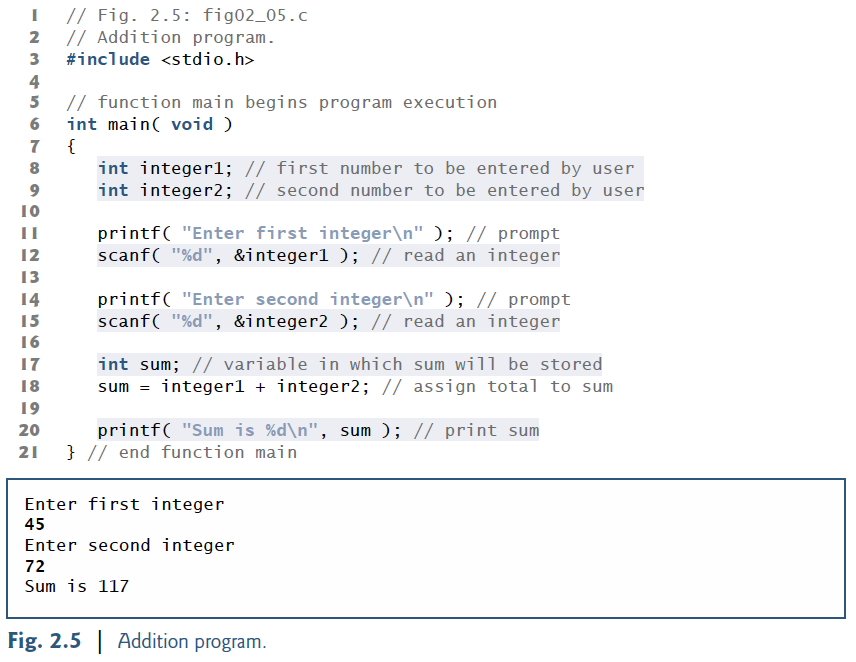 1 // Fig. 2.5: fig02_05.c
2 // Addition program.
3 #include <stdio.h>
4
5 // function main begins program execution
6 int main( void )
7 {
8 int integer1; // first number to be entered by user
9 int integer2; // second number to be entered by user
10
11 printf( "Enter first integer\n" ); // prompt
12 scanf( "%d", &integer1 ); // read an integer
13
14 printf( "Enter second integer\n" ); // prompt
15 scanf( "%d", &integer2 ); // read an integer
16
17 int sum; // variable in which sum will be stored
18 sum = integer1 + integer2; // assign total to sum
19
20 printf( "Sum is %d\n", sum ); // print sum
21 } // end function main
Enter first integer
45
Enter second integer
72
Sum is 117
Fig. 2.5 | Addition program.